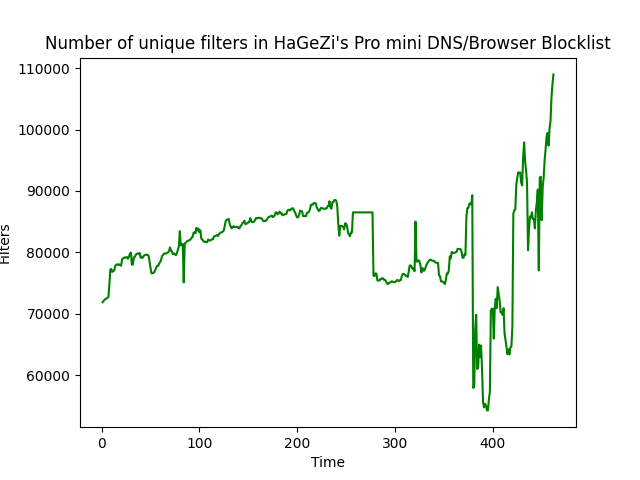 Number of unique filters in HaGeZi's Pro mini DNS/Browser Blocklist
110000
100000
90000
80000
70000
60000
Filters
0 100 200 300 400
Time